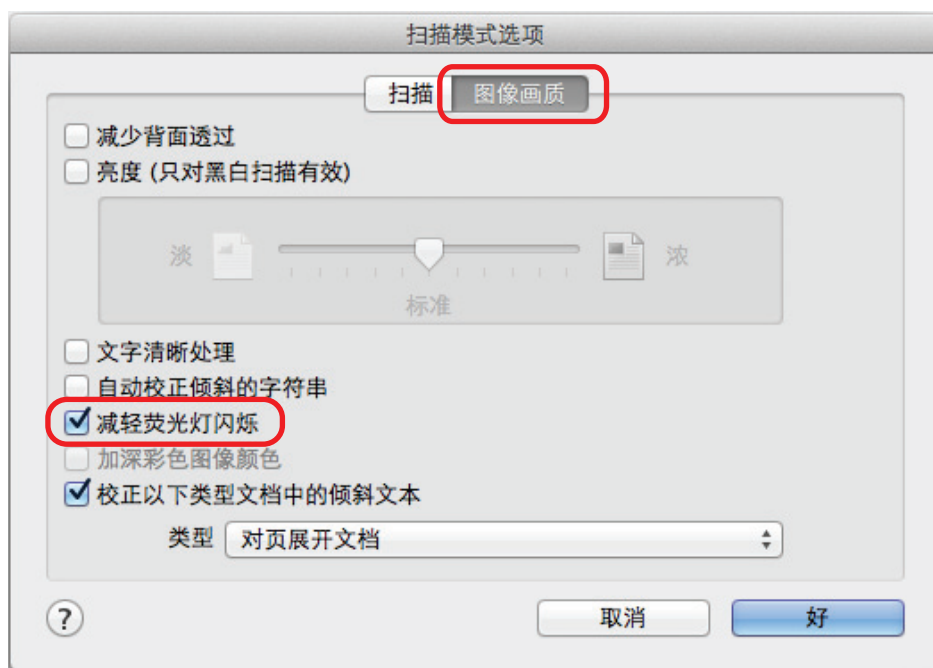 扫描模式选项
扫描 图像画质
减少背面透过
亮度 (只对黑白扫描有效)
淡 浓
标准
文字清晰处理
自动校正倾斜的字符串
减轻荧光灯闪烁
加深彩色图像颜色
校正以下类型文档中的倾斜文本
类型 对页展开文档
? 取消 好